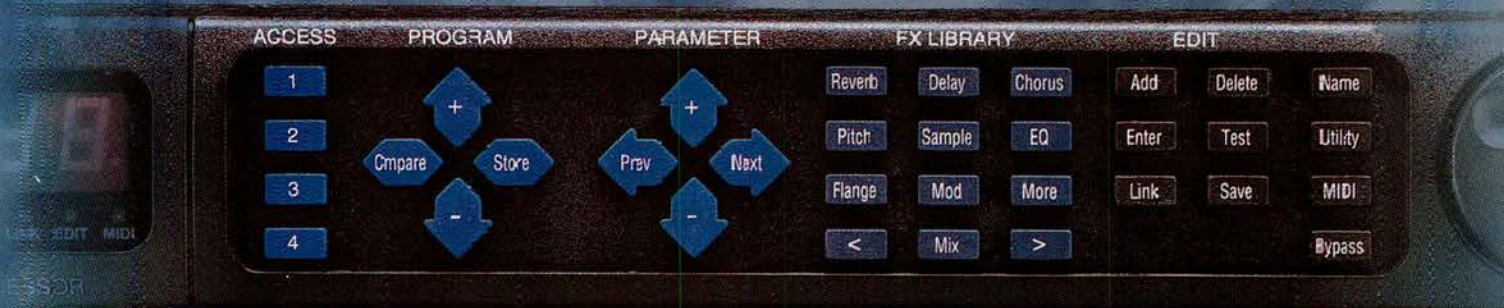 ACCESS PROGRAM PARAMETER FX LIBRARY EDIT
1 + + Reverb Delay Chorus Add Delete Name
2 Cmpare Store Prev Next Pitch Sample EQ Enter Test Utility
3 - - Flange Mod More Link Save MIDI
4 < Mix > Bypass
EDIT MIDI